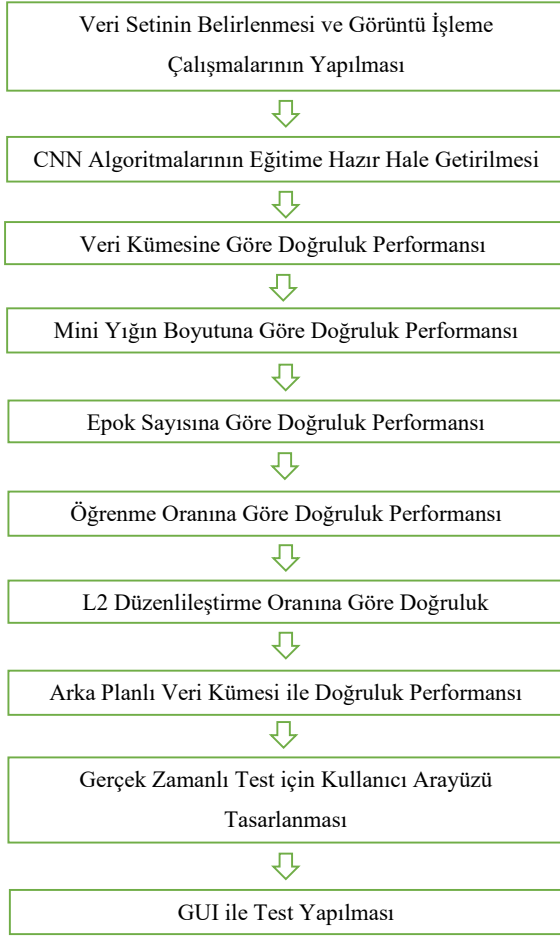 Veri Setinin Belirlenmesi ve Görüntü İşleme
Çalışmalarının Yapılması
CNN Algoritmalarının Eğitime Hazır Hale Getirilmesi
Veri Kümesine Göre Doğruluk Performansı
Mini Yığın Boyutuna Göre Doğruluk Performansı
Epok Sayısına Göre Doğruluk Performansı
Öğrenme Oranına Göre Doğruluk Performansı
L2 Düzenlileştirme Oranına Göre Doğruluk
Arka Planlı Veri Kümesi ile Doğruluk Performansı
Gerçek Zamanlı Test için Kullanıcı Arayüzü
Tasarlanması
GUI ile Test Yapılması